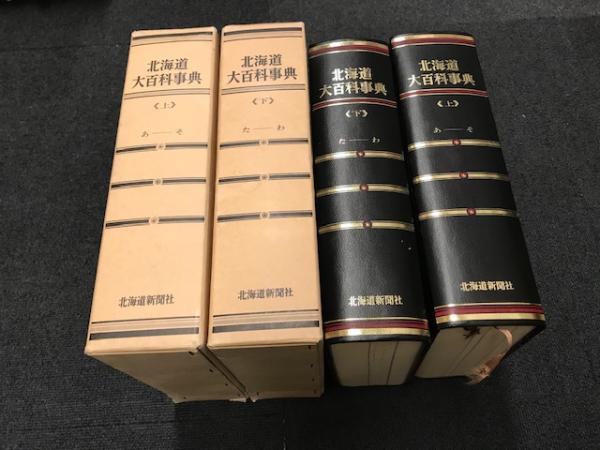 北海道
大百科事典
《上》
あ──そ
北海道新聞社
北海道
大百科事典
《下》
た──わ
北海道新聞社
北海道
大百科事典
《下》
た──わ
北海道新聞社
北海道
大百科事典
《上》
あ──そ
北海道新聞社